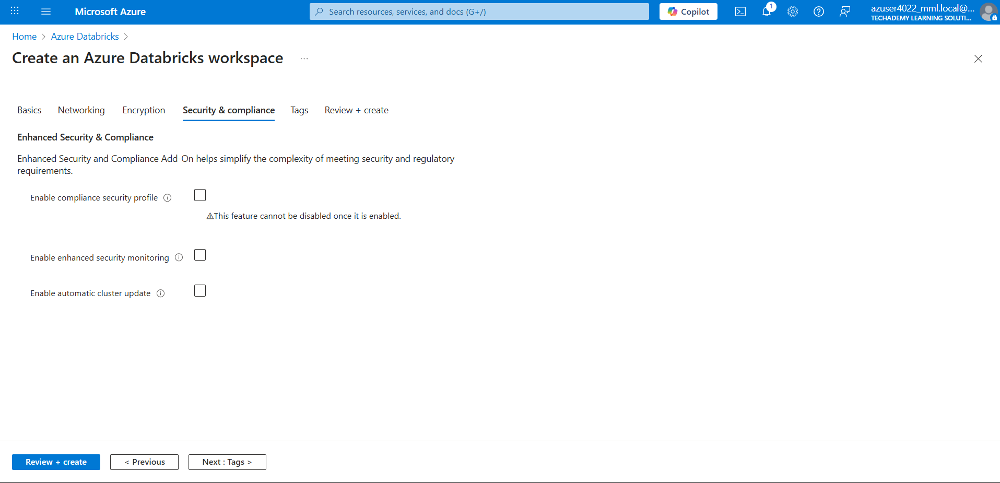 Microsoft Azure
Search resources, services, and docs (G+/)
Copilot
1
azuser4022_mml.local@...
TECHADEMY LEARNING SOLUTI...
Home > Azure Databricks >
Create an Azure Databricks workspace ...
Basics Networking Encryption Security & compliance Tags Review + create
Enhanced Security & Compliance
Enhanced Security and Compliance Add-On helps simplify the complexity of meeting security and regulatory
requirements.
Enable compliance security profile
⚠This feature cannot be disabled once it is enabled.
Enable enhanced security monitoring
Enable automatic cluster update
Review + create
< Previous
Next : Tags >